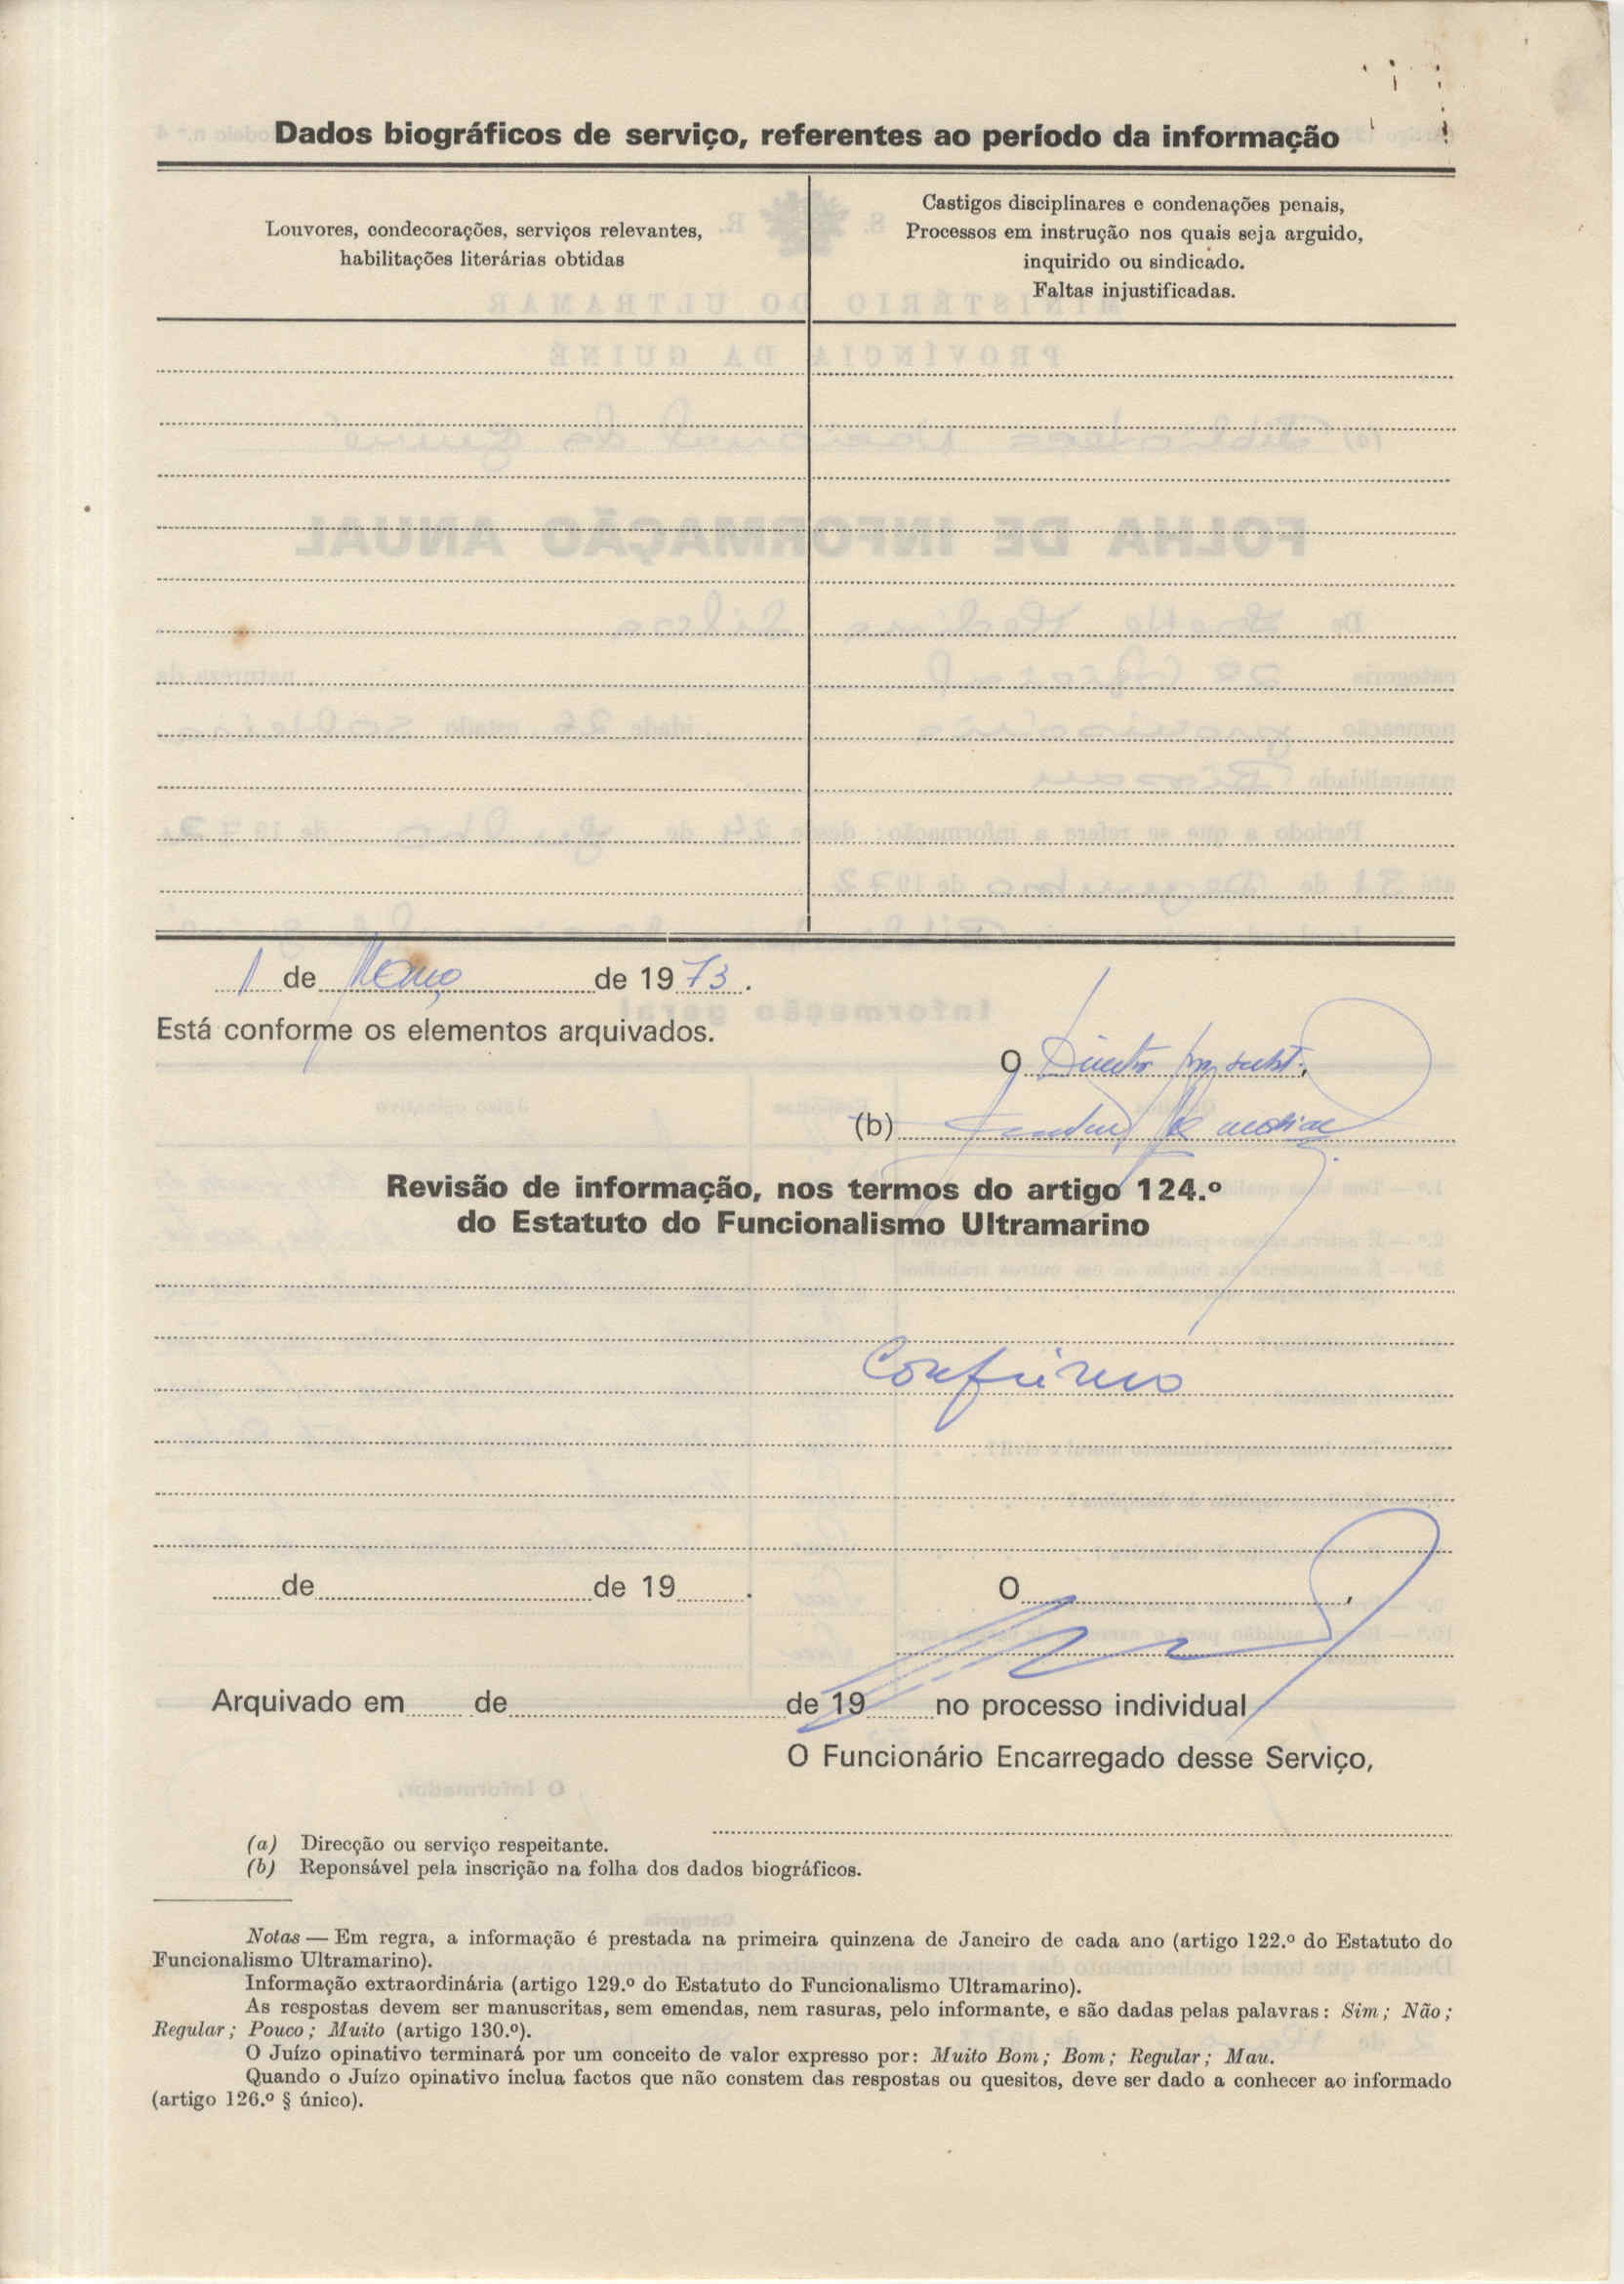 Dados biográficos de serviço, referentes ao período da informação
Louvores, condecorações, serviços relevantes,
habilitações literárias obtidas
Castigos disciplinares e condenações penais,
Processos em instrução nos quais seja arguido,
inquirido ou sindicado.
Faltas injustificadas.
1 de Março de 1973.
Está conforme os elementos arquivados.
O Director por subst.,
(b)
Revisão de informação, nos termos do artigo 124.º
do Estatuto do Funcionalismo Ultramarino
Confirmo
de de 19 .
O ,
Arquivado em de de 19 no processo individual
O Funcionário Encarregado desse Serviço,
(a) Direcção ou serviço respeitante.
(b) Reponsável pela inscrição na folha dos dados biográficos.
Notas — Em regra, a informação é prestada na primeira quinzena de Janeiro de cada ano (artigo 122.º do Estatuto do
Funcionalismo Ultramarino).
Informação extraordinária (artigo 129.º do Estatuto do Funcionalismo Ultramarino).
As respostas devem ser manuscritas, sem emendas, nem rasuras, pelo informante, e são dadas pelas palavras: Sim; Não;
Regular; Pouco; Muito (artigo 130.º).
O Juízo opinativo terminará por um conceito de valor expresso por: Muito Bom; Bom; Regular; Mau.
Quando o Juízo opinativo inclua factos que não constem das respostas ou quesitos, deve ser dado a conhecer ao informado
(artigo 126.º § único).